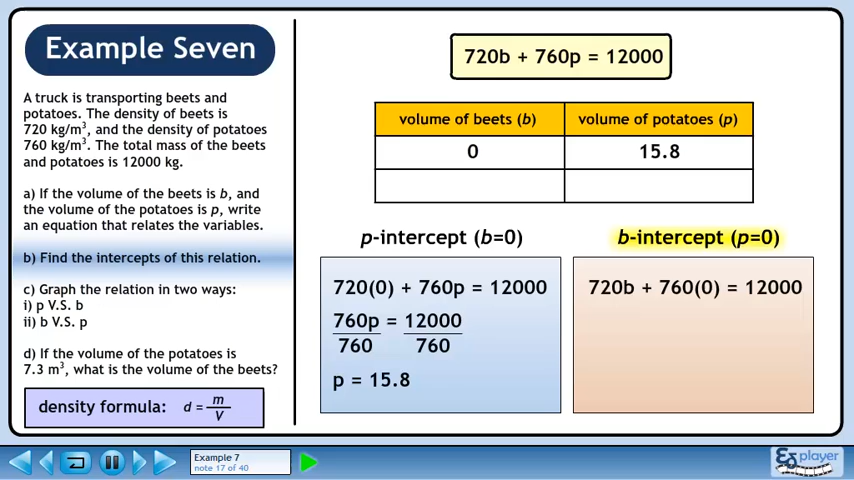 Example Seven
A truck is transporting beets and
potatoes. The density of beets is
720 kg/m³, and the density of potatoes
760 kg/m³. The total mass of the beets
and potatoes is 12000 kg.
a) If the volume of the beets is b, and
the volume of the potatoes is p, write
an equation that relates the variables.
b) Find the intercepts of this relation.
c) Graph the relation in two ways:
i) p V.S. b
ii) b V.S. p
d) If the volume of the potatoes is
7.3 m³, what is the volume of the beets?
density formula: d = m/V
720b + 760p = 12000
volume of beets (b) volume of potatoes (p)
0 15.8
p-intercept (b=0)
720(0) + 760p = 12000
760p = 12000
760 760
p = 15.8
b-intercept (p=0)
720b + 760(0) = 12000
Example 7
note 17 of 40
player